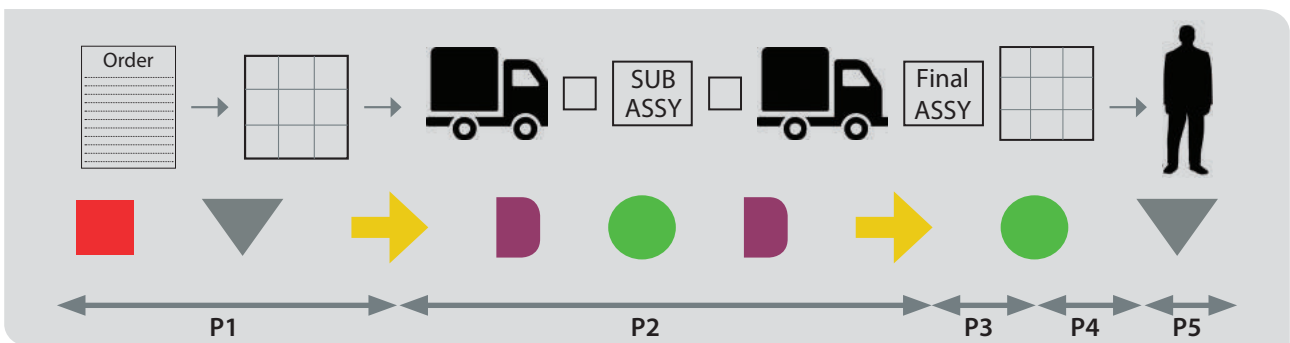 Order
SUB
ASSY
Final
ASSY
P1
P2
P3
P4
P5